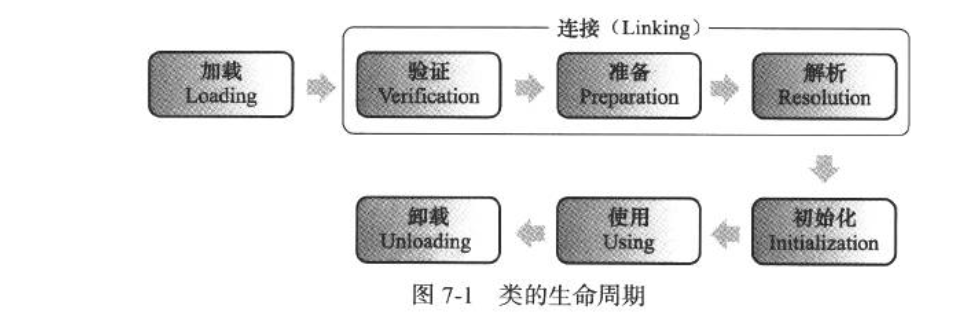 连接（Linking）
加载
Loading
验证
Verification
准备
Preparation
解析
Resolution
卸载
Unloading
使用
Using
初始化
Initialization
图 7-1 类的生命周期